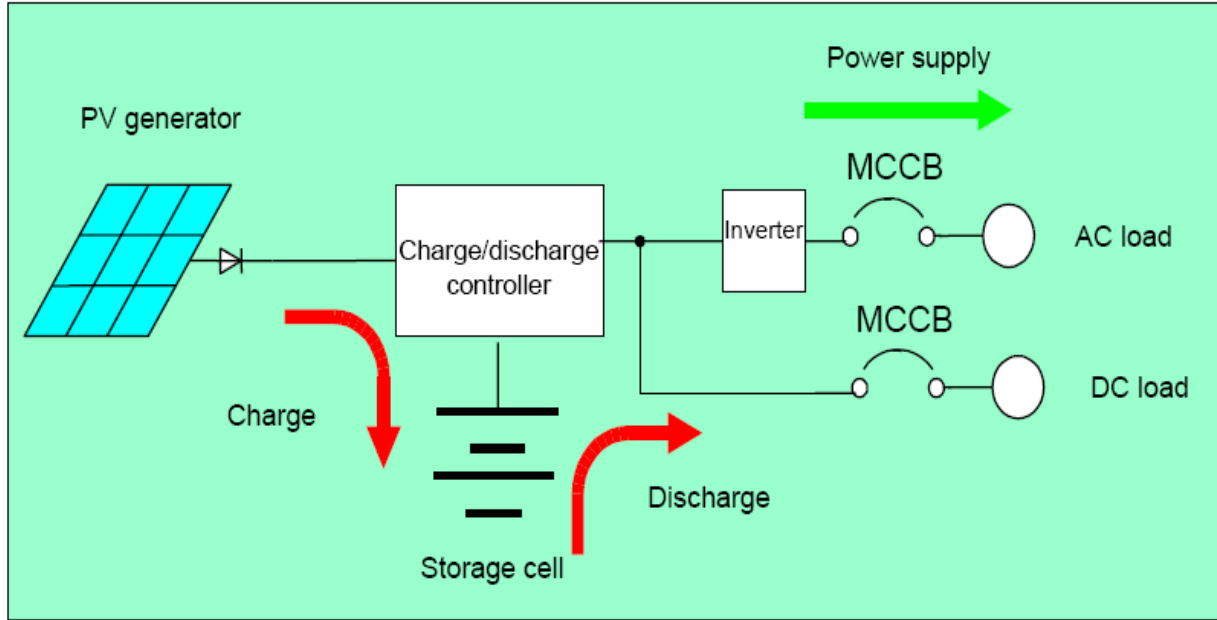 Power supply
PV generator
MCCB
Inverter
AC load
Charge/discharge
controller
MCCB
DC load
Charge
Discharge
Storage cell